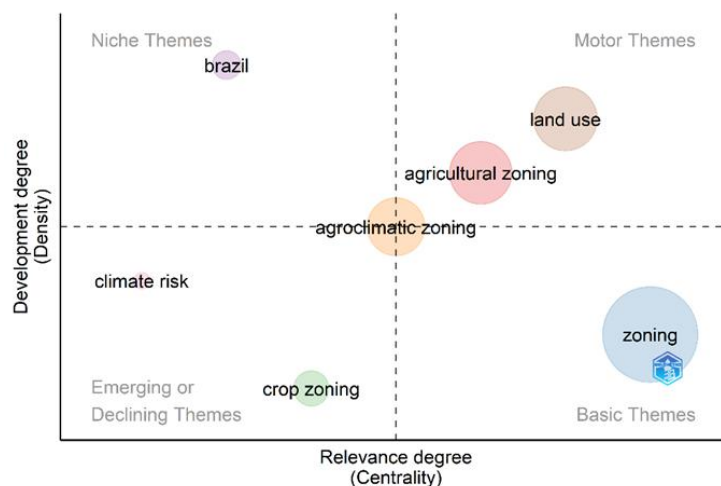 Niche Themes
Motor Themes
brazil
land use
agricultural zoning
agroclimatic zoning
climate risk
zoning
crop zoning
Emerging or
Declining Themes
Basic Themes
Development degree
(Density)
Relevance degree
(Centrality)